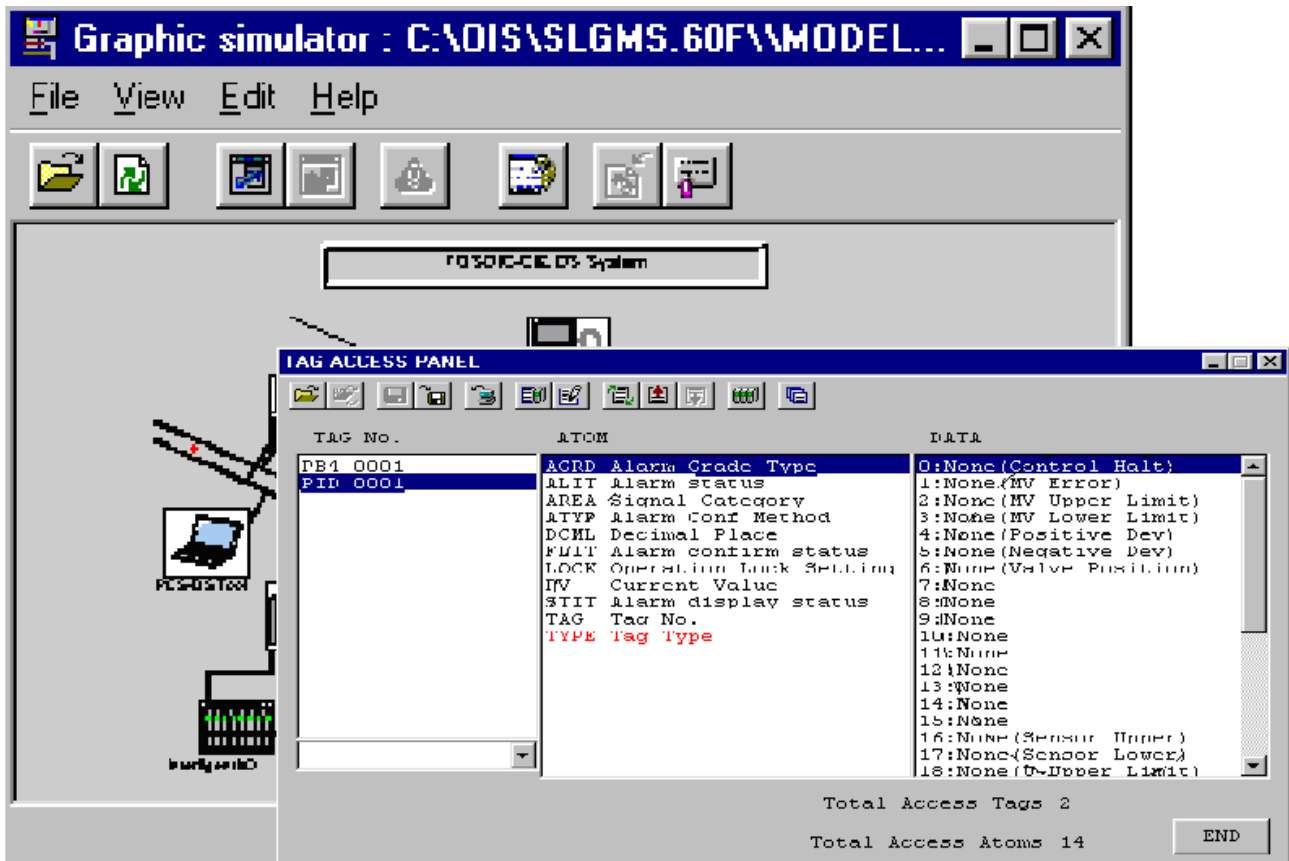 Graphic simulator : C:\OIS\SLGMS.60F\\MODEL...
File View Edit Help
System
TAG ACCESS PANEL
TAG No. ATOM DATA
PB4 0001
PID 0001
AGRD Alarm Grade Type
ALIT Alarm status
AREA Signal Category
ATYP Alarm Conf Method
DCML Decimal Place
Alarm confirm status
LOCK Operation Lock Setting
Current Value
STIT Alarm display status
TAG Tag No.
TYPE Tag Type
0:None(Control Halt)
1:None(MV Error)
2:None(MV Upper Limit)
3:None(MV Lower Limit)
4:None(Positive Dev)
5:None(Negative Dev)
6:None(Valve Position)
7:None
8:None
9:None
10:None
11:None
12:None
13:None
14:None
15:None
16:None(Sensor Upper)
17:None(Sensor Lower)
18:None( Upper Limit)
Total Access Tags 2
Total Access Atoms 14
END